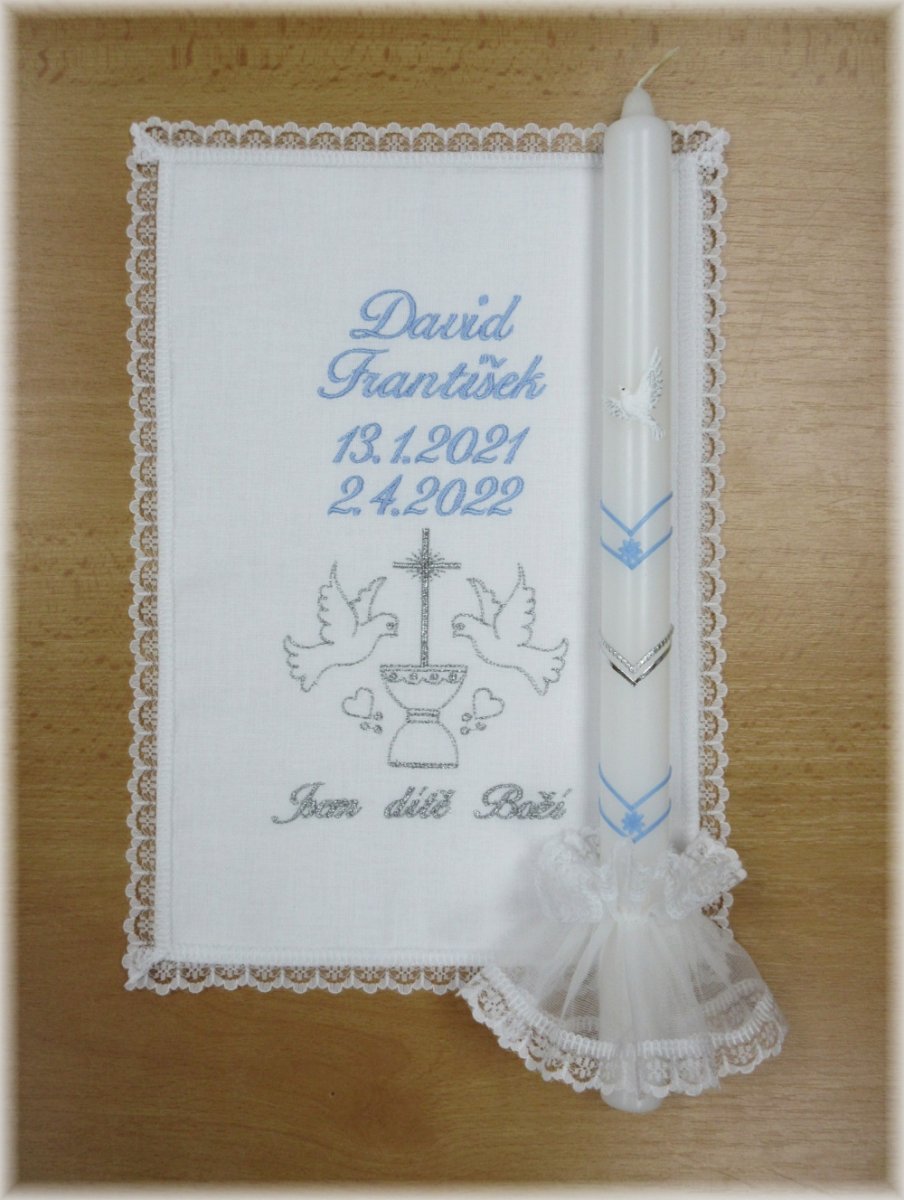 David
František
13.1.2021
2.4.2022
Jsem dítě Boží